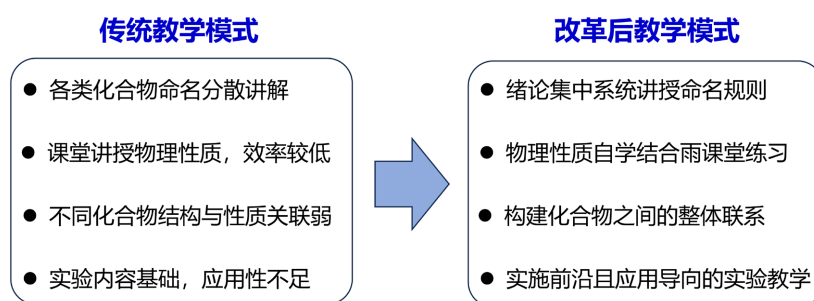 传统教学模式
● 各类化合物命名分散讲解
● 课堂讲授物理性质，效率较低
● 不同化合物结构与性质关联弱
● 实验内容基础，应用性不足
改革后教学模式
● 绪论集中系统讲授命名规则
● 物理性质自学结合雨课堂练习
● 构建化合物之间的整体联系
● 实施前沿且应用导向的实验教学